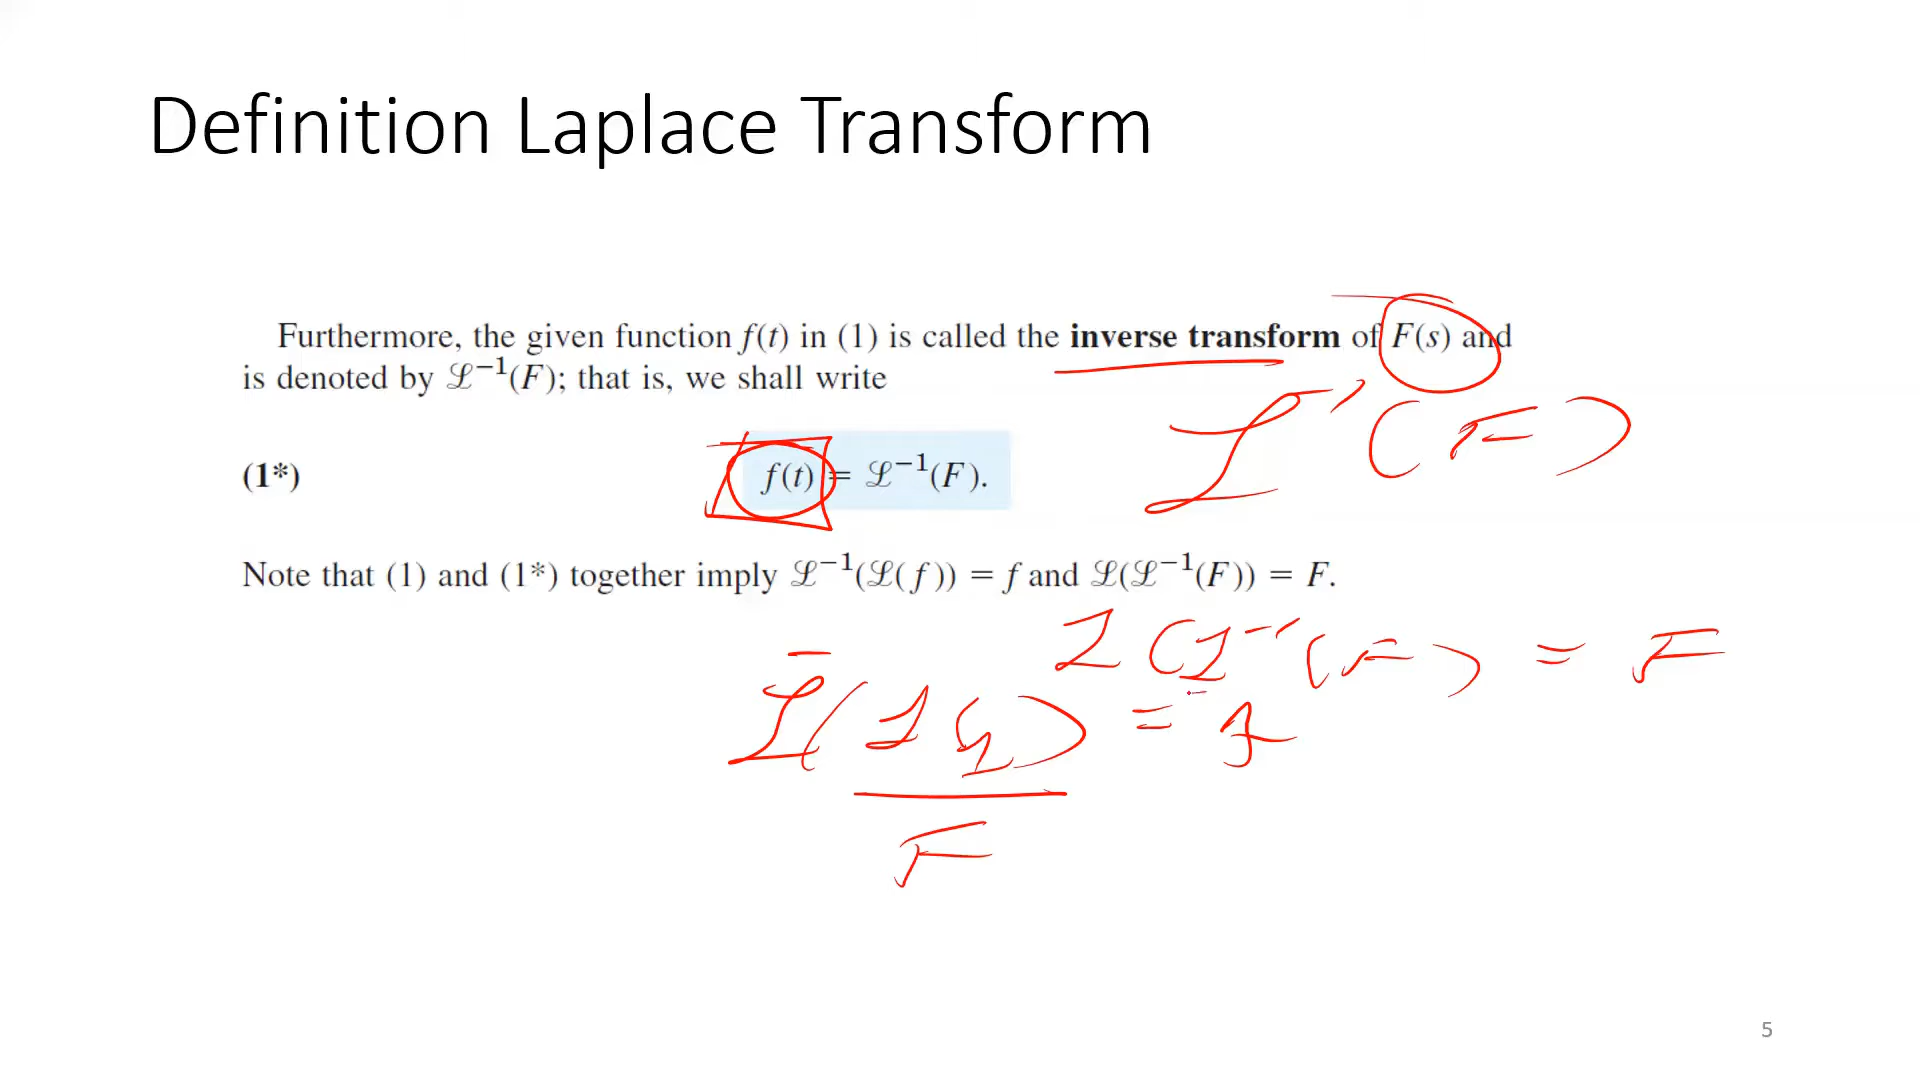 Definition Laplace Transform
Furthermore, the given function f(t) in (1) is called the inverse transform of F(s) and
is denoted by ℒ⁻¹(F); that is, we shall write
ℒ⁻¹(F)
(1*) f(t) = ℒ⁻¹(F).
Note that (1) and (1*) together imply ℒ⁻¹(ℒ(f)) = f and ℒ(ℒ⁻¹(F)) = F.
ℒ(ℒ⁻¹(F)) = F
= f
F
5